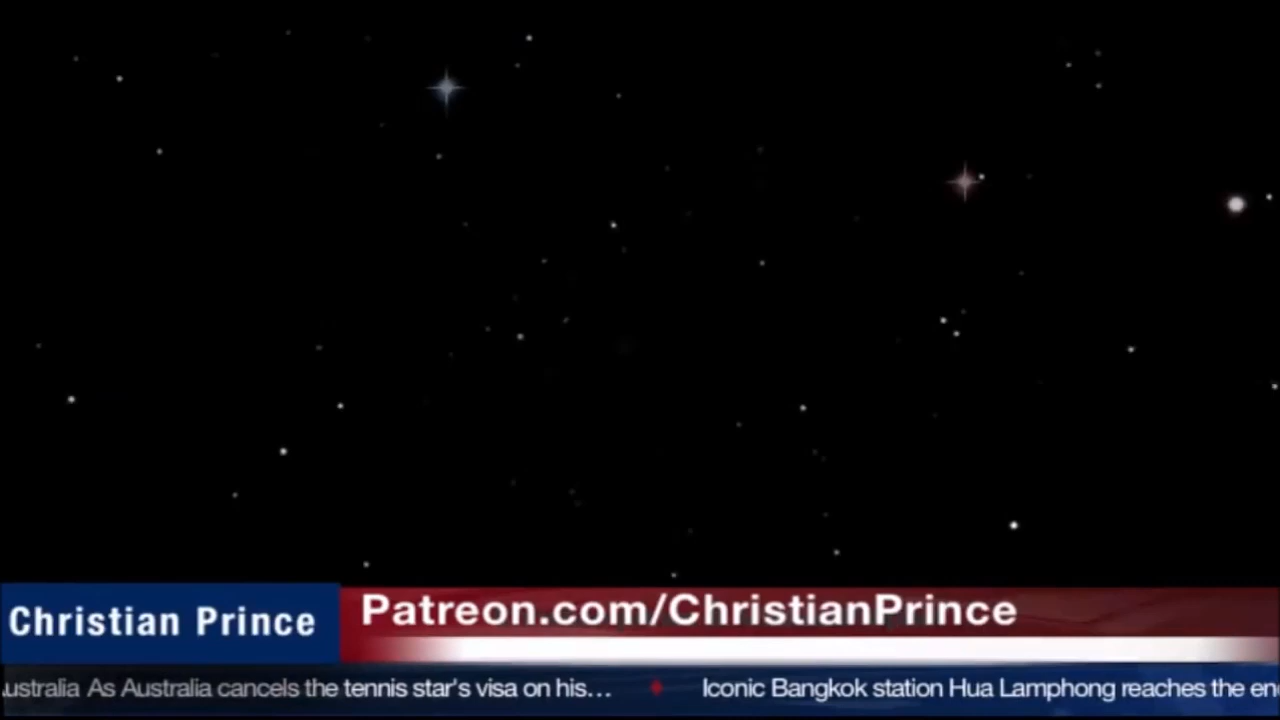 Christian Prince
Patreon.com/ChristianPrince
ustralia As Australia cancels the tennis star's visa on his... ♦ Iconic Bangkok station Hua Lamphong reaches the en